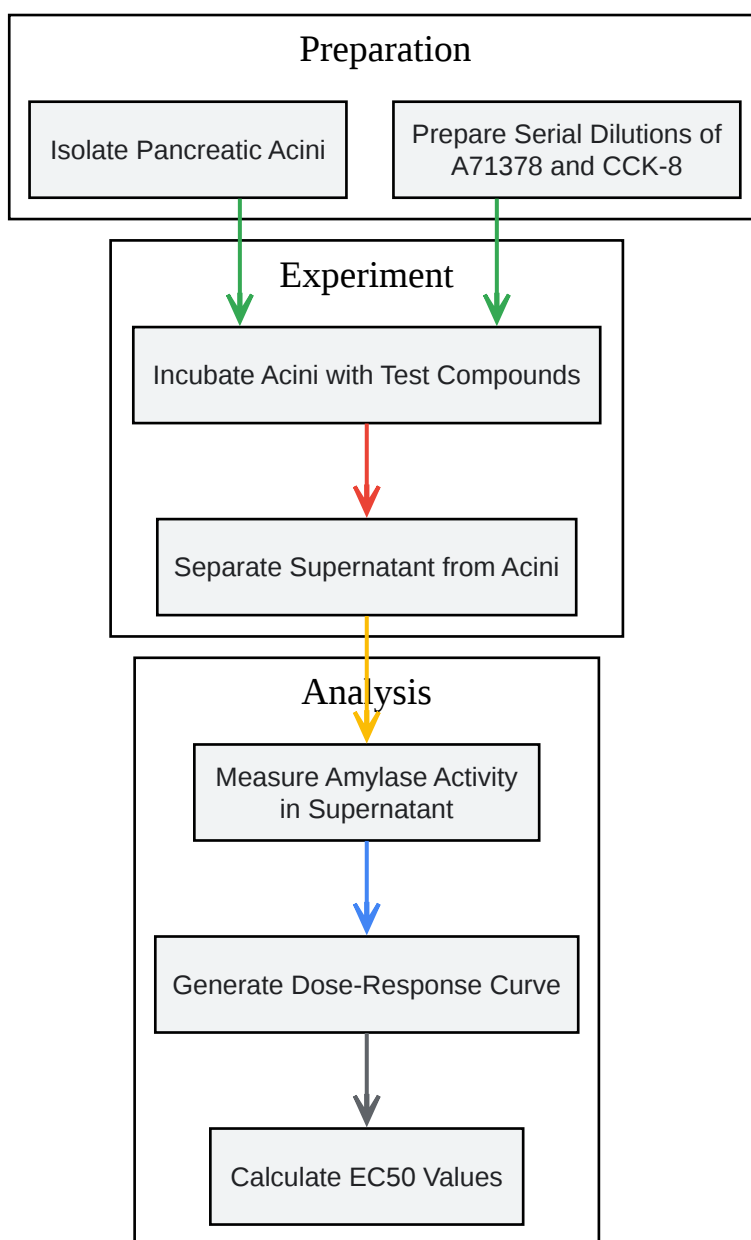 Preparation
Isolate Pancreatic Acini
Prepare Serial Dilutions of
A71378 and CCK-8
Experiment
Incubate Acini with Test Compounds
Separate Supernatant from Acini
Analysis
Measure Amylase Activity
in Supernatant
Generate Dose-Response Curve
Calculate EC50 Values